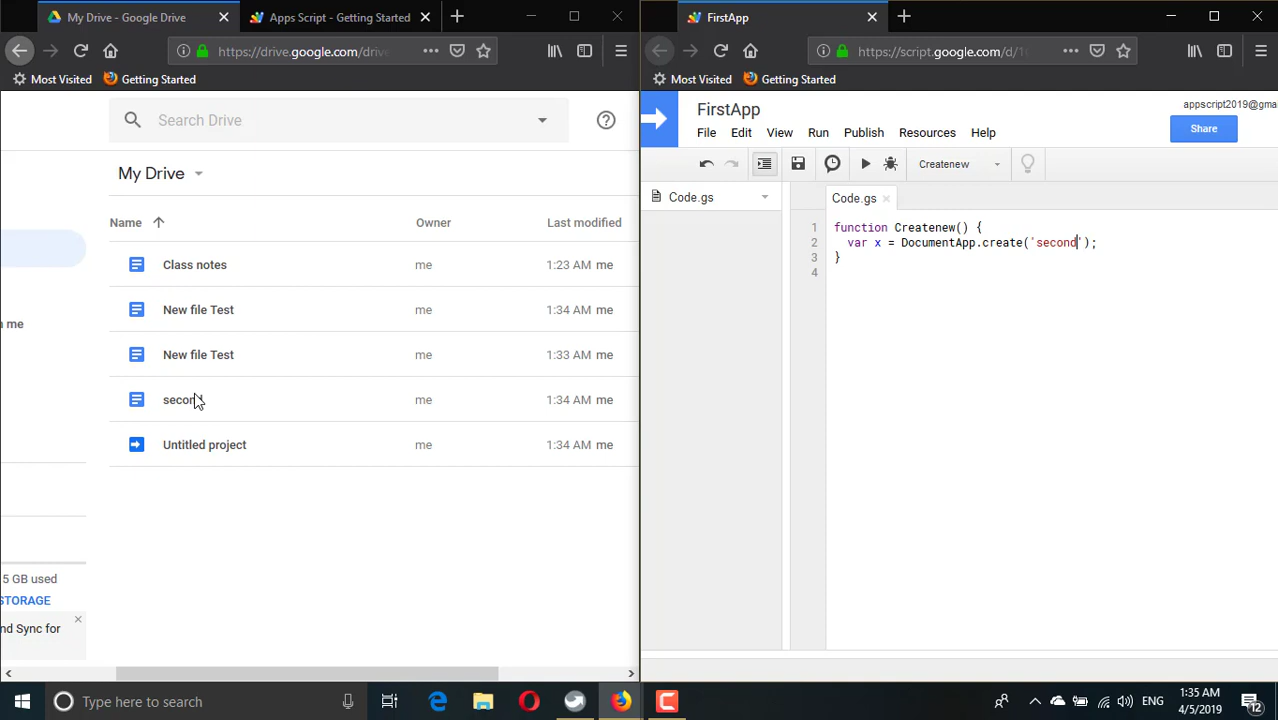 My Drive - Google Drive
Apps Script - Getting Started
https://drive.google.com/drive
Most Visited
Getting Started
Search Drive
My Drive
Name
Owner
Last modified
Class notes
me
1:23 AM me
New file Test
me
1:34 AM me
New file Test
me
1:33 AM me
me
1:34 AM me
Untitled project
me
1:34 AM me
5 GB used
STORAGE
nd Sync for
FirstApp
https://script.google.com/d/1
Most Visited
Getting Started
FirstApp
appscript2019@gma
File Edit View Run Publish Resources Help
Share
Createnew
Code.gs
Code.gs
1 function Createnew() {
2 var x = DocumentApp.create('second');
3 }
4
Type here to search
ENG
1:35 AM
4/5/2019
12